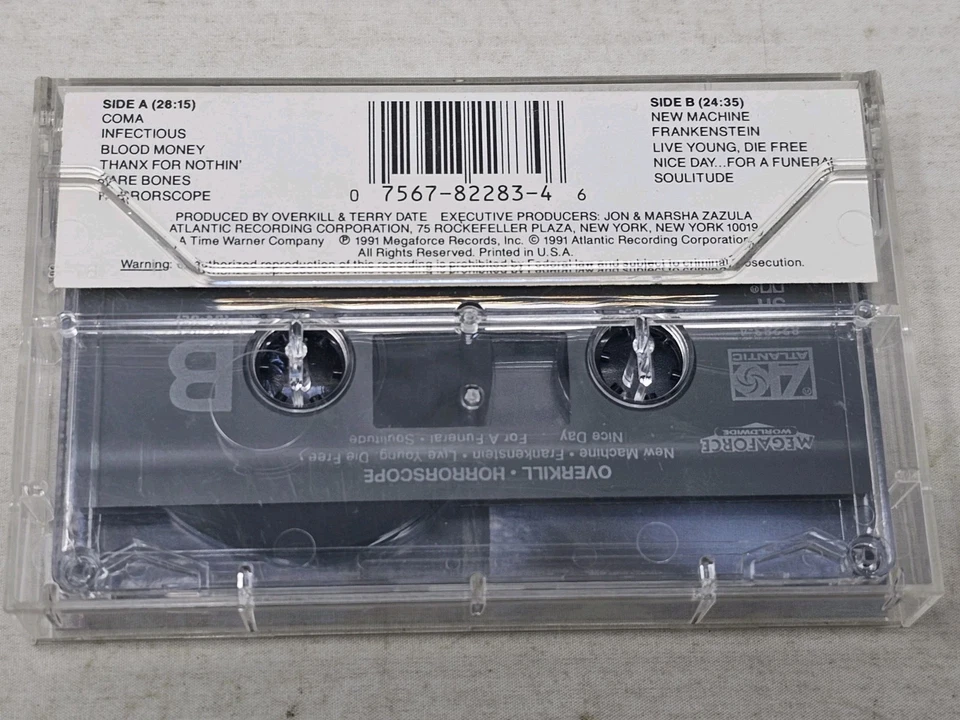 SIDE A (28:15)
COMA
INFECTIOUS
BLOOD MONEY
THANX FOR NOTHIN'
BARE BONES
HORRORSCOPE
0 7567-82283-4 6
SIDE B (24:35)
NEW MACHINE
FRANKENSTEIN
LIVE YOUNG, DIE FREE
NICE DAY...FOR A FUNERAL
SOULITUDE
PRODUCED BY OVERKILL & TERRY DATE EXECUTIVE PRODUCERS: JON & MARSHA ZAZULA
ATLANTIC RECORDING CORPORATION, 75 ROCKEFELLER PLAZA, NEW YORK, NEW YORK 10019
A Time Warner Company ℗ 1991 Megaforce Records, Inc. © 1991 Atlantic Recording Corporation
All Rights Reserved. Printed in U.S.A.
Warning: Unauthorized reproduction of this recording is prohibited by Federal law and subject to criminal prosecution.
B
ATLANTIC
®
MEGAFORCE
WORLDWIDE
OVERKILL • HORRORSCOPE
New Machine • Frankenstein • Live Young, Die Free
Nice Day For A Funeral • Soulitude